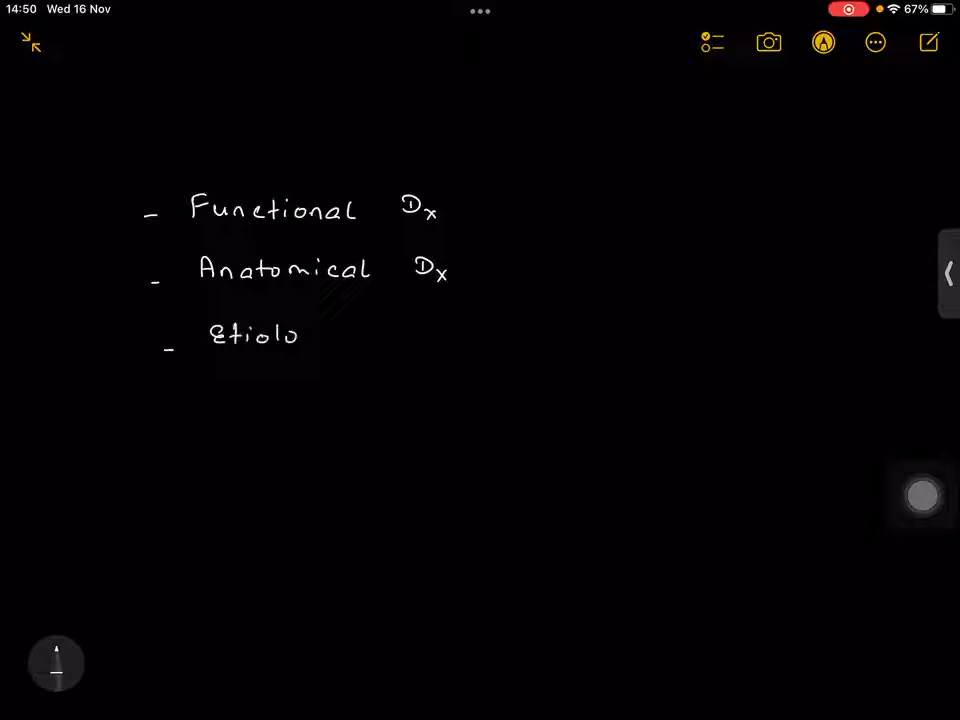 14:50 Wed 16 Nov
67%
- Functional Dx
- Anatomical Dx
- Etiolo